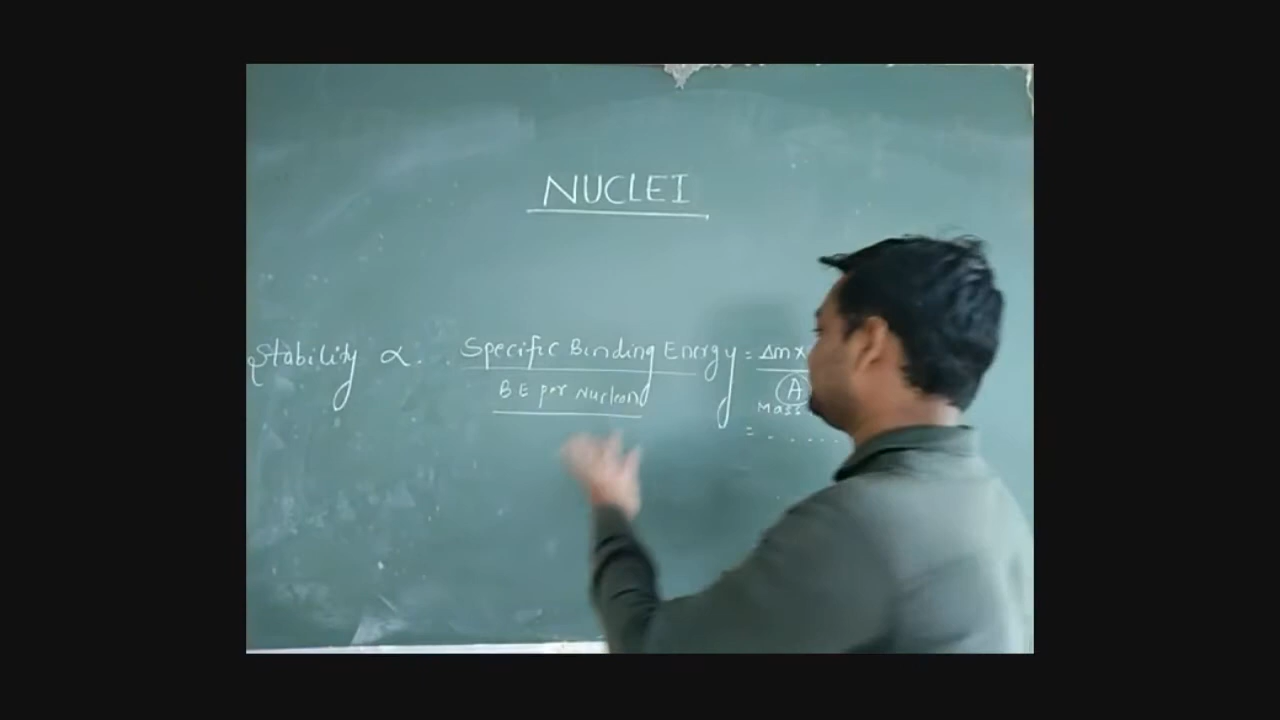 NUCLEI
Stability ∝ . . Specific Binding Energy = Δm x
BE per Nucleon
A
Mass
= . . . . . .